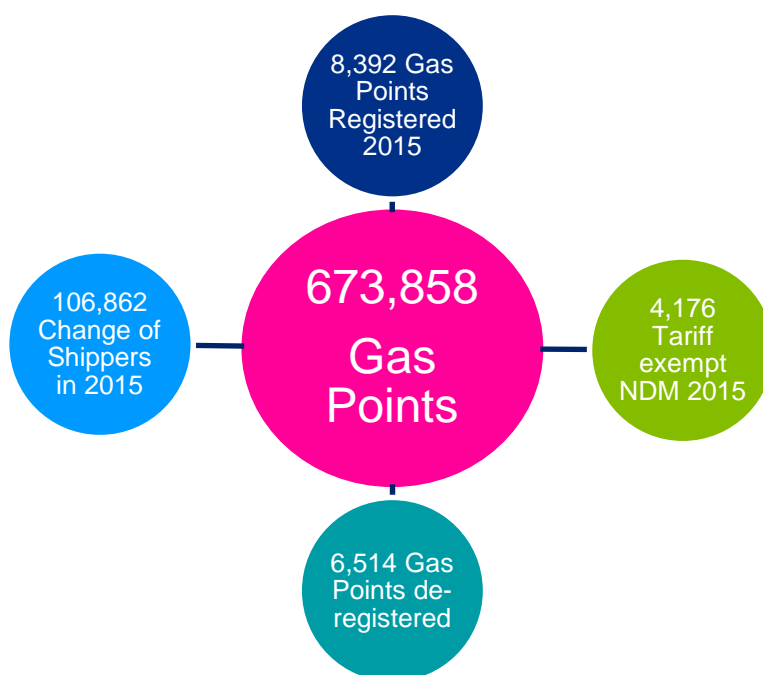 8,392 Gas
Points
Registered
2015
673,858
Gas
Points
106,862
Change of
Shippers
in 2015
4,176
Tariff
exempt
NDM 2015
6,514 Gas
Points de-
registered